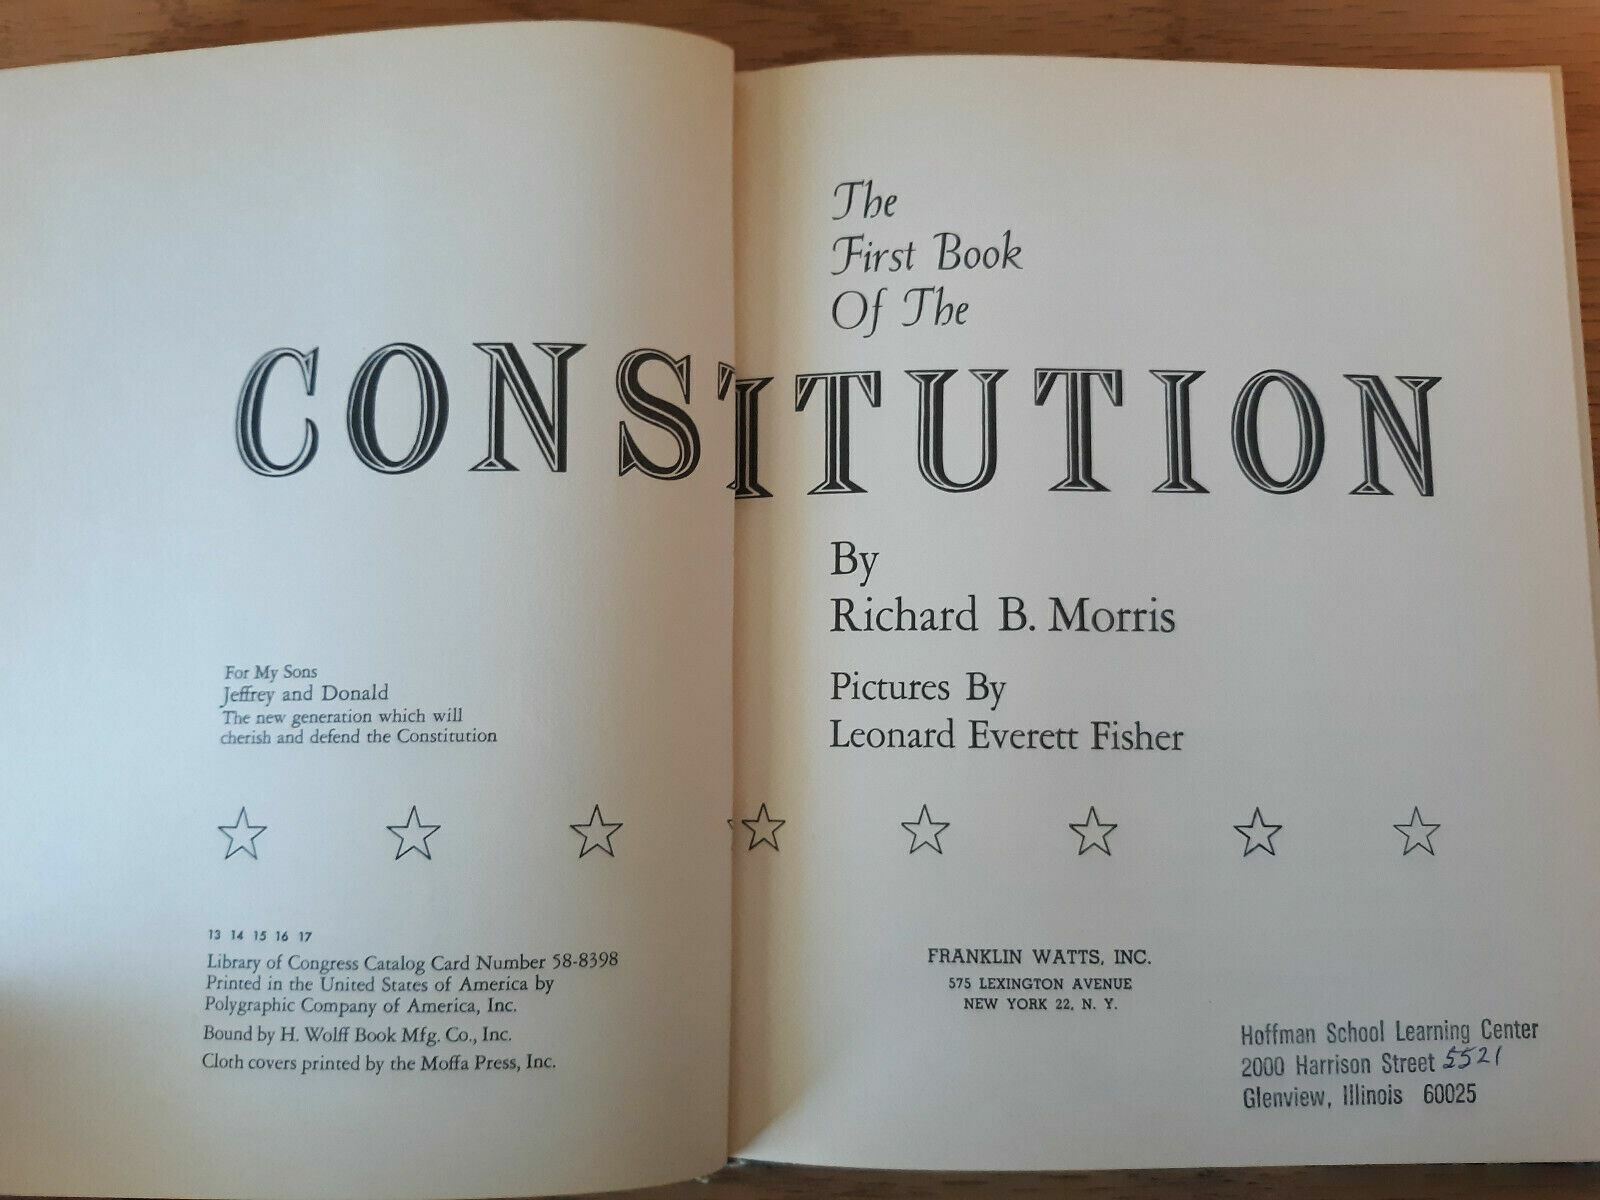 The
First Book
Of The
CONSTITUTION
By
Richard B. Morris
Pictures By
Leonard Everett Fisher
For My Sons
Jeffrey and Donald
The new generation which will
cherish and defend the Constitution
13 14 15 16 17
Library of Congress Catalog Card Number 58-8398
Printed in the United States of America by
Polygraphic Company of America, Inc.
Bound by H. Wolff Book Mfg. Co., Inc.
Cloth covers printed by the Moffa Press, Inc.
FRANKLIN WATTS, INC.
575 LEXINGTON AVENUE
NEW YORK 22, N. Y.
Hoffman School Learning Center
2000 Harrison Street 5521
Glenview, Illinois 60025